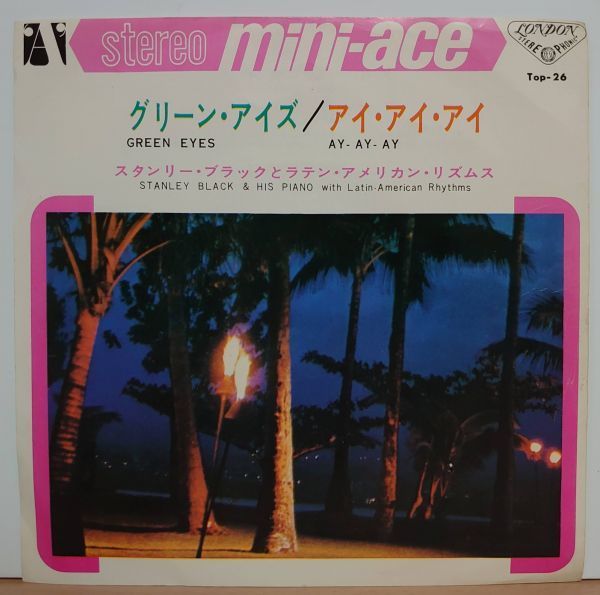 stereo mini-ace
LONDON
STEREOPHONIC
Top-26
グリーン・アイズ/アイ・アイ・アイ
GREEN EYES AY-AY-AY
スタンリー・ブラックとラテン・アメリカン・リズムス
STANLEY BLACK & HIS PIANO with Latin-American Rhythms